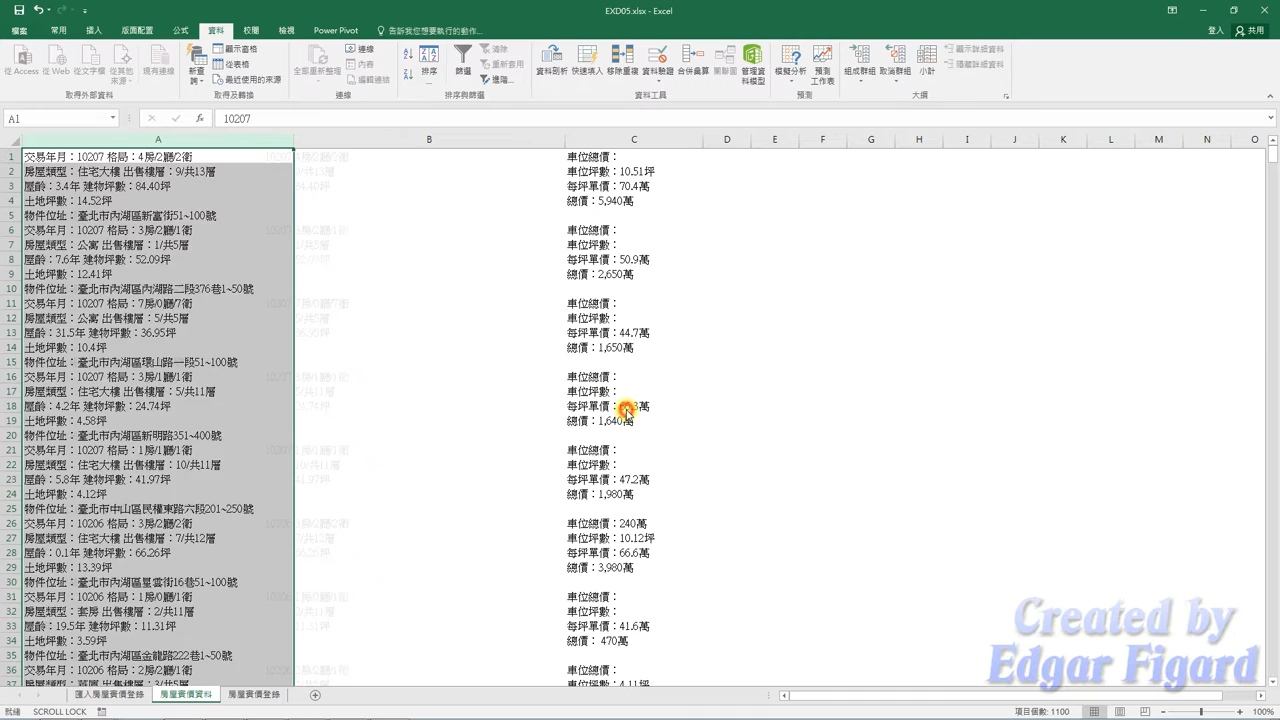 EXD05.xlsx - Excel
登入 共用
檔案 常用 插入 版面配置 公式 資料 校閱 檢視 Power Pivot 告訴我您想要執行的動作...
從 Access 從 Web 從文字檔 從其他來源 現有連線 新查詢 顯示查詢 從表格 最近使用的來源 全部重新整理 連線 內容 編輯連結 排序 篩選 清除 重新套用 進階... 資料剖析 快速填入 移除重複 資料驗證 合併彙算 關聯圖 管理資料模型 模擬分析 預測工作表 組成群組 取消群組 小計 顯示詳細資料 隱藏詳細資料
取得外部資料 取得及轉換 連線 排序與篩選 資料工具 預測 大綱
A1 fx 10207
A B C D E F G H I J K L M N O
1 交易年月：10207 格局：4房/2廳/2衛 車位總價：
2 房屋類型：住宅大樓 出售樓層：9/共13層 車位坪數：10.51坪
3 屋齡：3.4年 建物坪數：84.40坪 每坪單價：70.4萬
4 土地坪數：14.52坪 總價：5,940萬
5 物件位址：臺北市內湖區新富街51~100號
6 交易年月：10207 格局：3房/2廳/1衛 車位總價：
7 房屋類型：公寓 出售樓層：1/共5層 車位坪數：
8 屋齡：7.6年 建物坪數：52.09坪 每坪單價：50.9萬
9 土地坪數：12.41坪 總價：2,650萬
10 物件位址：臺北市內湖區內湖路二段376巷1~50號
11 交易年月：10207 格局：7房/0廳/7衛 車位總價：
12 房屋類型：公寓 出售樓層：5/共5層 車位坪數：
13 屋齡：31.5年 建物坪數：36.95坪 每坪單價：44.7萬
14 土地坪數：10.4坪 總價：1,650萬
15 物件位址：臺北市內湖區環山路一段51~100號
16 交易年月：10207 格局：3房/1廳/1衛 車位總價：
17 房屋類型：住宅大樓 出售樓層：5/共11層 車位坪數：
18 屋齡：4.2年 建物坪數：24.74坪 每坪單價：
19 土地坪數：4.58坪 總價：1,640萬
20 物件位址：臺北市內湖區新明路351~400號
21 交易年月：10207 格局：1房/1廳/1衛 車位總價：
22 房屋類型：住宅大樓 出售樓層：10/共11層 車位坪數：
23 屋齡：5.8年 建物坪數：41.97坪 每坪單價：47.2萬
24 土地坪數：4.12坪 總價：1,980萬
25 物件位址：臺北市中山區民權東路六段201~250號
26 交易年月：10206 格局：3房/2廳/2衛 車位總價：240萬
27 房屋類型：住宅大樓 出售樓層：7/共12層 車位坪數：10.12坪
28 屋齡：0.1年 建物坪數：66.26坪 每坪單價：66.6萬
29 土地坪數：13.39坪 總價：3,980萬
30 物件位址：臺北市內湖區星雲街16巷51~100號
31 交易年月：10206 格局：1房/0廳/1衛 車位總價：
32 房屋類型：套房 出售樓層：2/共11層 車位坪數：
33 屋齡：19.5年 建物坪數：11.31坪 每坪單價：41.6萬
34 土地坪數：3.59坪 總價： 470萬
35 物件位址：臺北市內湖區金龍路222巷1~50號
36 交易年月：10206 格局：2房/2廳/1衛 車位總價：
匯入房屋實價登錄 房屋實價資料 房屋實價登錄
就緒 SCROLL LOCK 項目個數：1100 100%